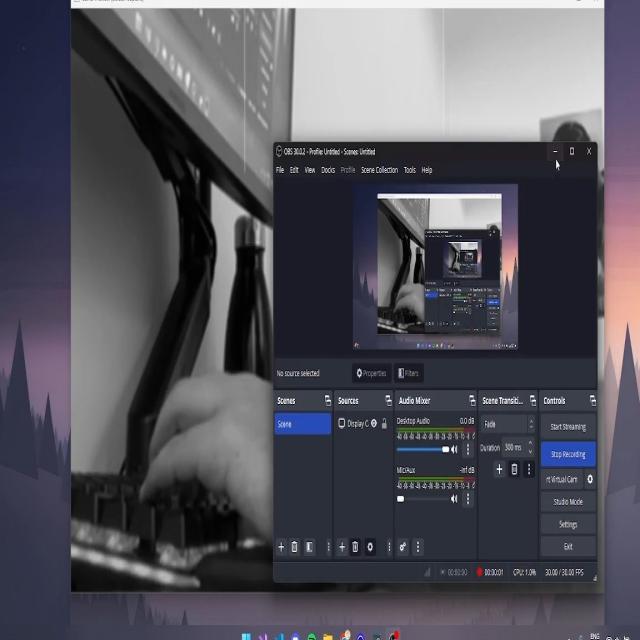 OBS 30.0.2 - Profile: Untitled - Scenes: Untitled
File Edit View Docks Profile Scene Collection Tools Help
No source selected
Properties
Filters
Scenes
Sources
Audio Mixer
Scene Transiti...
Controls
Scene
Display C
Desktop Audio 0.0 dB
Mic/Aux -inf dB
Fade
Duration 300 ms
Start Streaming
Stop Recording
rt Virtual Cam
Studio Mode
Settings
Exit
00:00:00
00:00:01
CPU: 1.0%
30.00 / 30.00 FPS
ENG